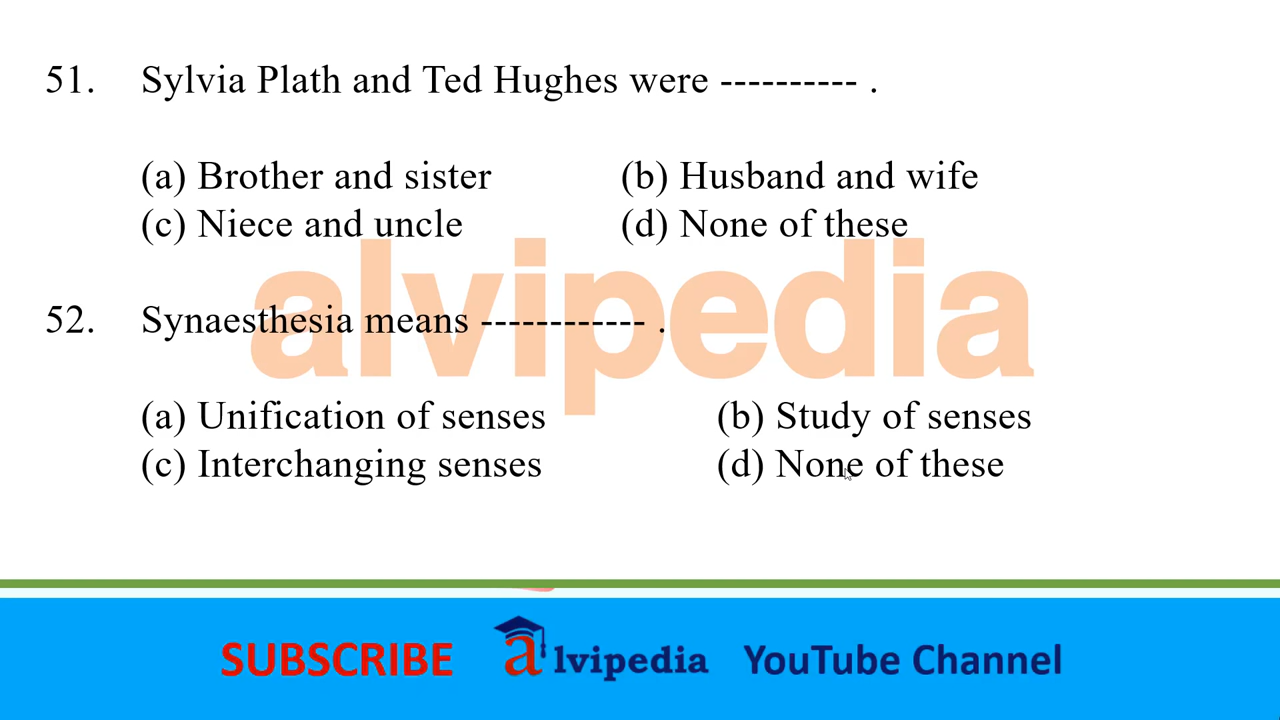 51. Sylvia Plath and Ted Hughes were ---------- .
(a) Brother and sister (b) Husband and wife
(c) Niece and uncle (d) None of these
alvipedia
52. Synaesthesia means ------------ .
(a) Unification of senses (b) Study of senses
(c) Interchanging senses (d) None of these
SUBSCRIBE alvipedia YouTube Channel